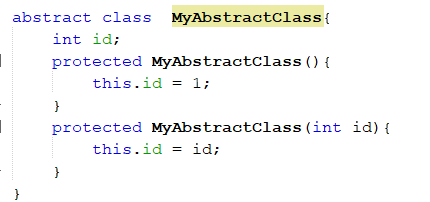 abstract class  MyAbstractClass{
    int id;
    protected MyAbstractClass(){
        this.id = 1;
    }
    protected MyAbstractClass(int id){
        this.id = id;
    }
}